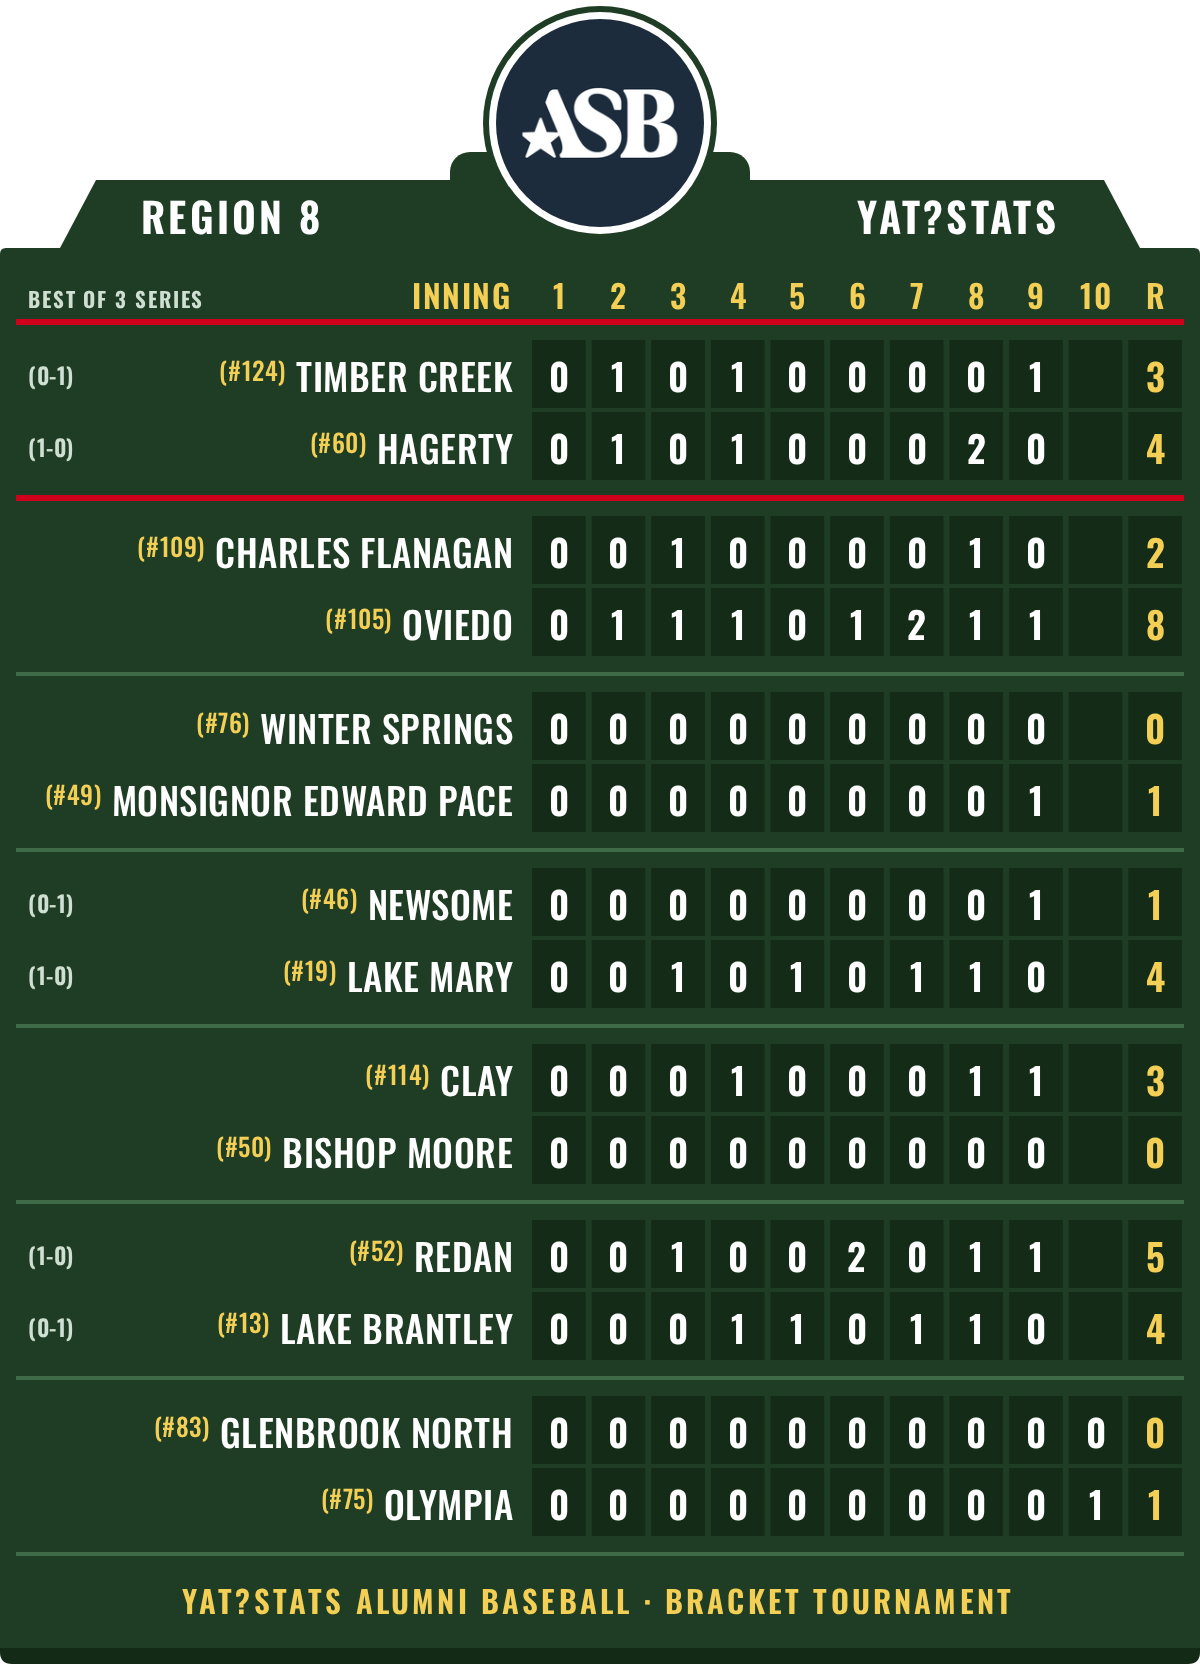 ASB
REGION 8 YAT?STATS
BEST OF 3 SERIES INNING 1 2 3 4 5 6 7 8 9 10 R
(0-1) (#124) TIMBER CREEK 0 1 0 1 0 0 0 0 1 3
(1-0) (#60) HAGERTY 0 1 0 1 0 0 0 2 0 4
(#109) CHARLES FLANAGAN 0 0 1 0 0 0 0 1 0 2
(#105) OVIEDO 0 1 1 1 0 1 2 1 1 8
(#76) WINTER SPRINGS 0 0 0 0 0 0 0 0 0 0
(#49) MONSIGNOR EDWARD PACE 0 0 0 0 0 0 0 0 1 1
(0-1) (#46) NEWSOME 0 0 0 0 0 0 0 0 1 1
(1-0) (#19) LAKE MARY 0 0 1 0 1 0 1 1 0 4
(#114) CLAY 0 0 0 1 0 0 0 1 1 3
(#50) BISHOP MOORE 0 0 0 0 0 0 0 0 0 0
(1-0) (#52) REDAN 0 0 1 0 0 2 0 1 1 5
(0-1) (#13) LAKE BRANTLEY 0 0 0 1 1 0 1 1 0 4
(#83) GLENBROOK NORTH 0 0 0 0 0 0 0 0 0 0 0
(#75) OLYMPIA 0 0 0 0 0 0 0 0 0 1 1
YAT?STATS ALUMNI BASEBALL · BRACKET TOURNAMENT